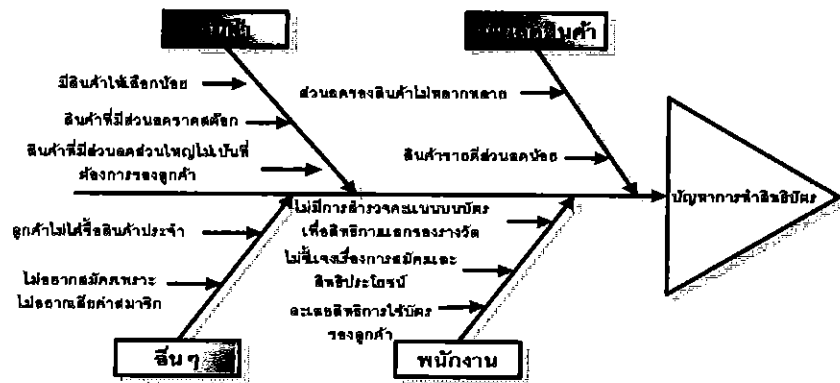 สินค้า
มีสินค้าให้เลือกน้อย
สินค้าที่มีส่วนลดราคาสต๊อก
สินค้าที่มีส่วนลดส่วนใหญ่ไม่เป็นที่
ต้องการของลูกค้า
ส่วนลดของสินค้าไม่หลากหลาย
สินค้าขายดีส่วนลดน้อย
ปัญหาการทำสิทธิบัตร
ลูกค้าไม่ได้ซื้อสินค้าประจำ
ไม่อยากสมัครเพราะ
ไม่อยากเสียค่าสมาชิก
อื่น ๆ
ไม่มีการสำรวจคะแนนบนบัตร
เพื่อสิทธิการแลกของรางวัล
ไม่ชี้แจงเรื่องการสมัครและ
สิทธิประโยชน์
ละเลยสิทธิการใช้บัตร
ของลูกค้า
พนักงาน